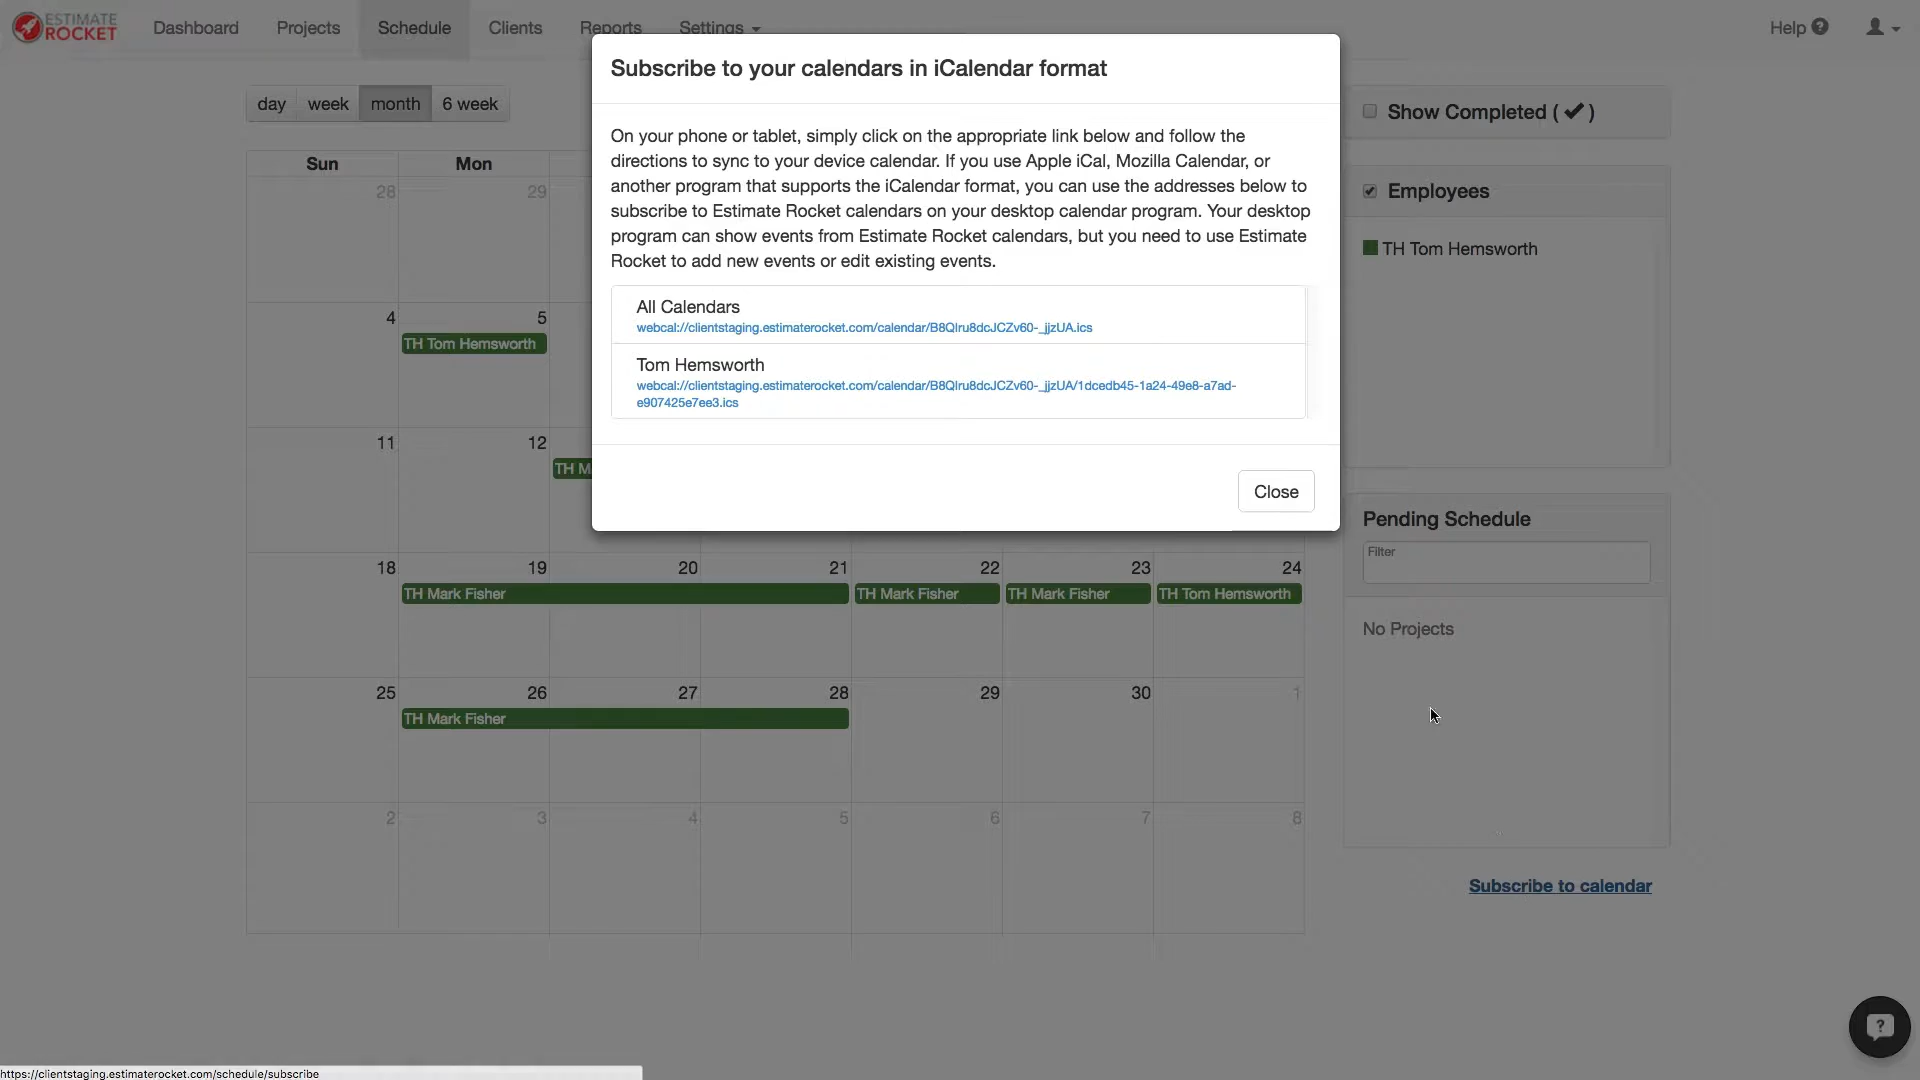 ESTIMATE
ROCKET
Dashboard
Projects
Schedule
Clients
Reports
Settings
Help
Subscribe to your calendars in iCalendar format
On your phone or tablet, simply click on the appropriate link below and follow the
directions to sync to your device calendar. If you use Apple iCal, Mozilla Calendar, or
another program that supports the iCalendar format, you can use the addresses below to
subscribe to Estimate Rocket calendars on your desktop calendar program. Your desktop
program can show events from Estimate Rocket calendars, but you need to use Estimate
Rocket to add new events or edit existing events.
All Calendars
webcal://clientstaging.estimaterocket.com/calendar/B8Qlru8dcJCZv60-_jjzUA.ics
Tom Hemsworth
webcal://clientstaging.estimaterocket.com/calendar/B8Qlru8dcJCZv60-_jjzUA/1dcedb45-1a24-49e8-a7ad-
e907425e7ee3.ics
Close
day week month 6 week
Sun Mon
28 29
4 5
TH Tom Hemsworth
11 12
TH M
18 19 20 21 22 23 24
TH Mark Fisher TH Mark Fisher TH Mark Fisher TH Tom Hemsworth
25 26 27 28 29 30 1
TH Mark Fisher
2 3 4 5 6 7 8
Show Completed ( ✔ )
Employees
TH Tom Hemsworth
Pending Schedule
Filter
No Projects
Subscribe to calendar
https://clientstaging.estimaterocket.com/schedule/subscribe